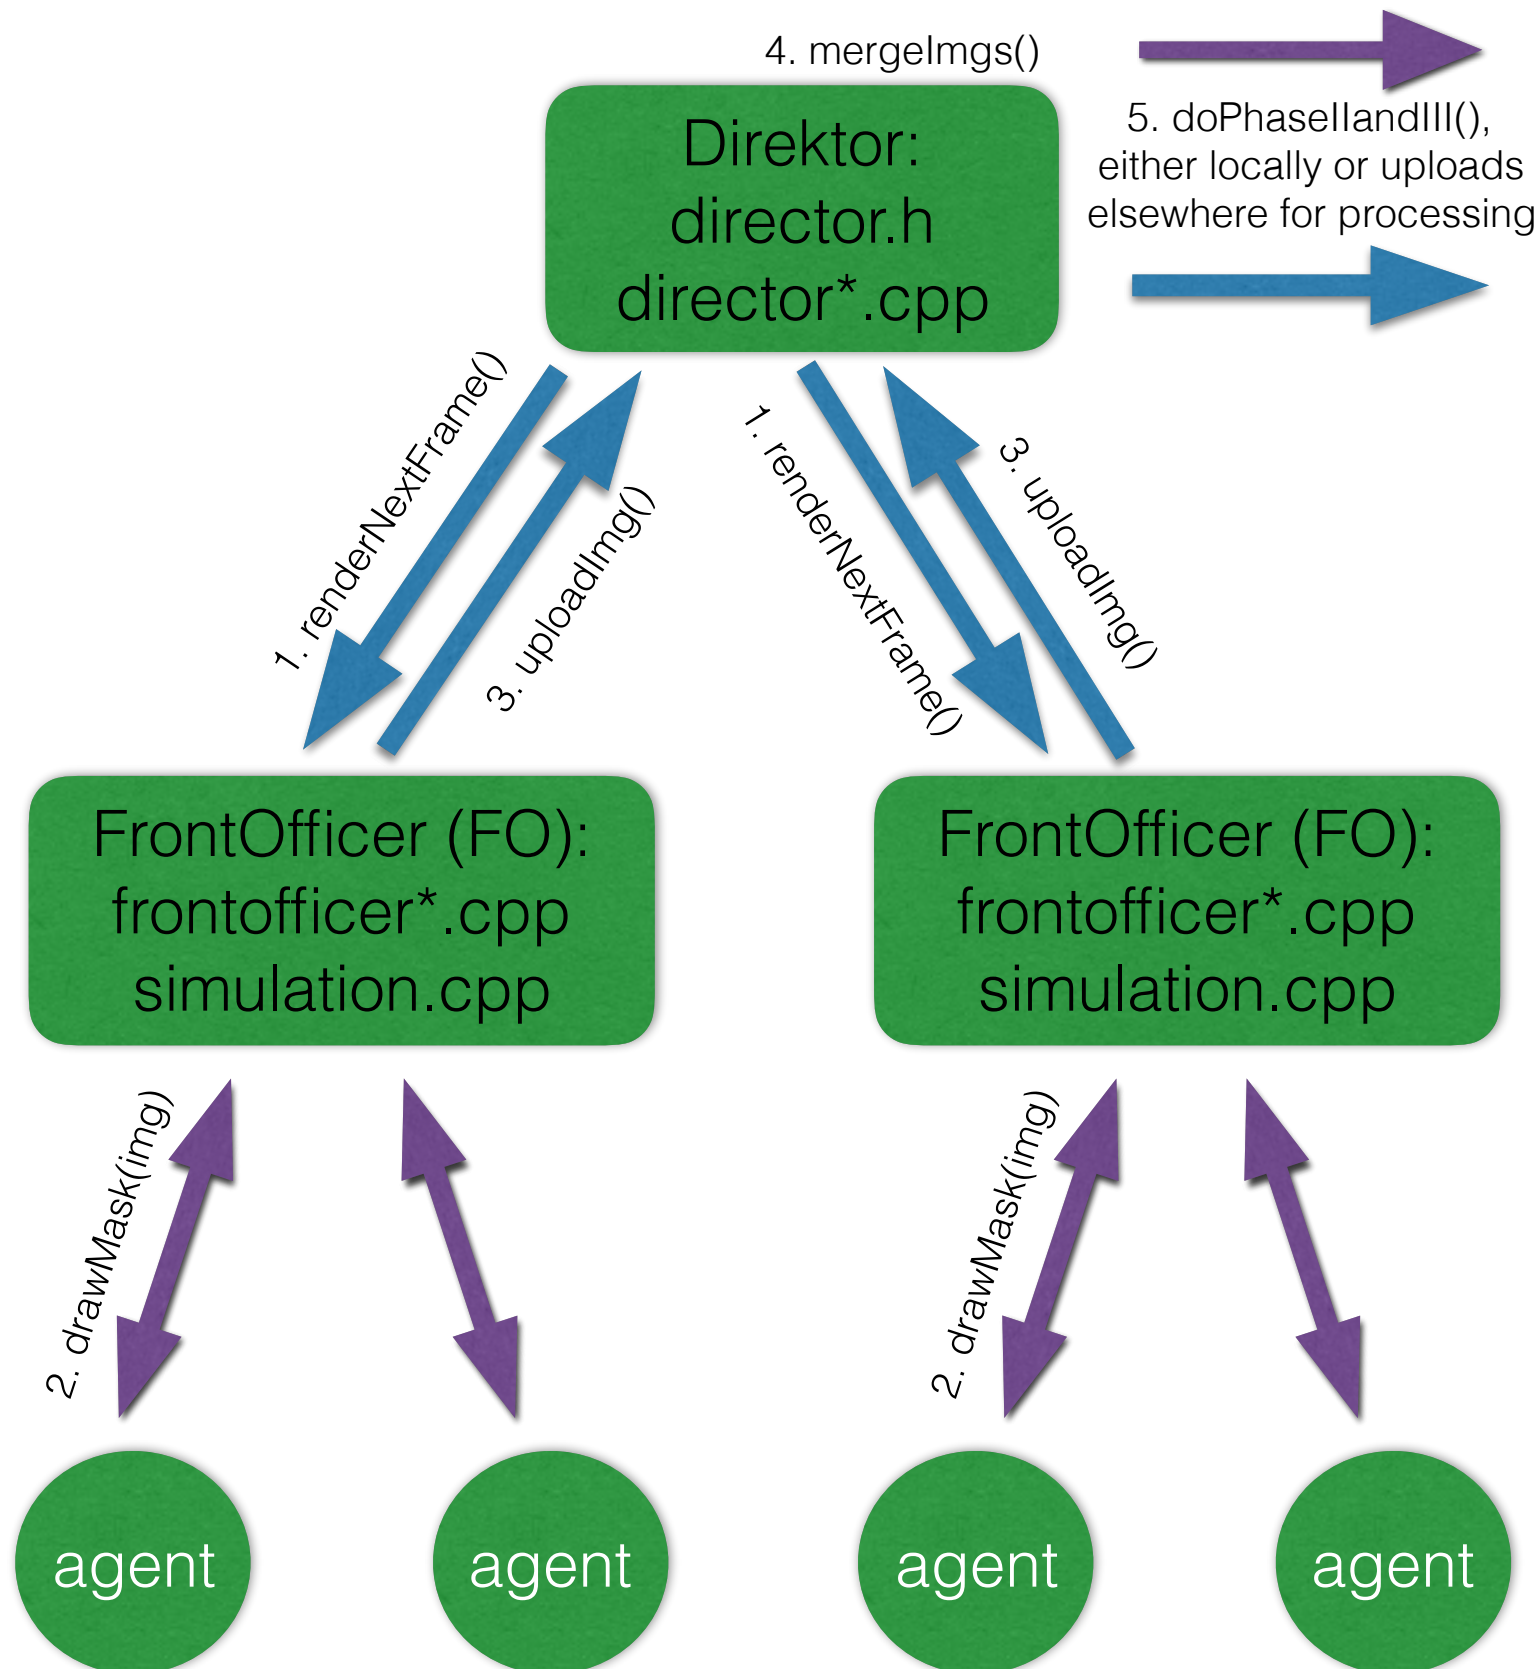 4. mergeImgs()
Direktor:
director.h
director*.cpp
5. doPhaseIIandIII(),
either locally or uploads
elsewhere for processing
1. renderNextFrame()
3. uploadImg()
1. renderNextFrame()
3. uploadImg()
FrontOfficer (FO):
frontofficer*.cpp
simulation.cpp
FrontOfficer (FO):
frontofficer*.cpp
simulation.cpp
2. drawMask(img)
2. drawMask(img)
agent
agent
agent
agent